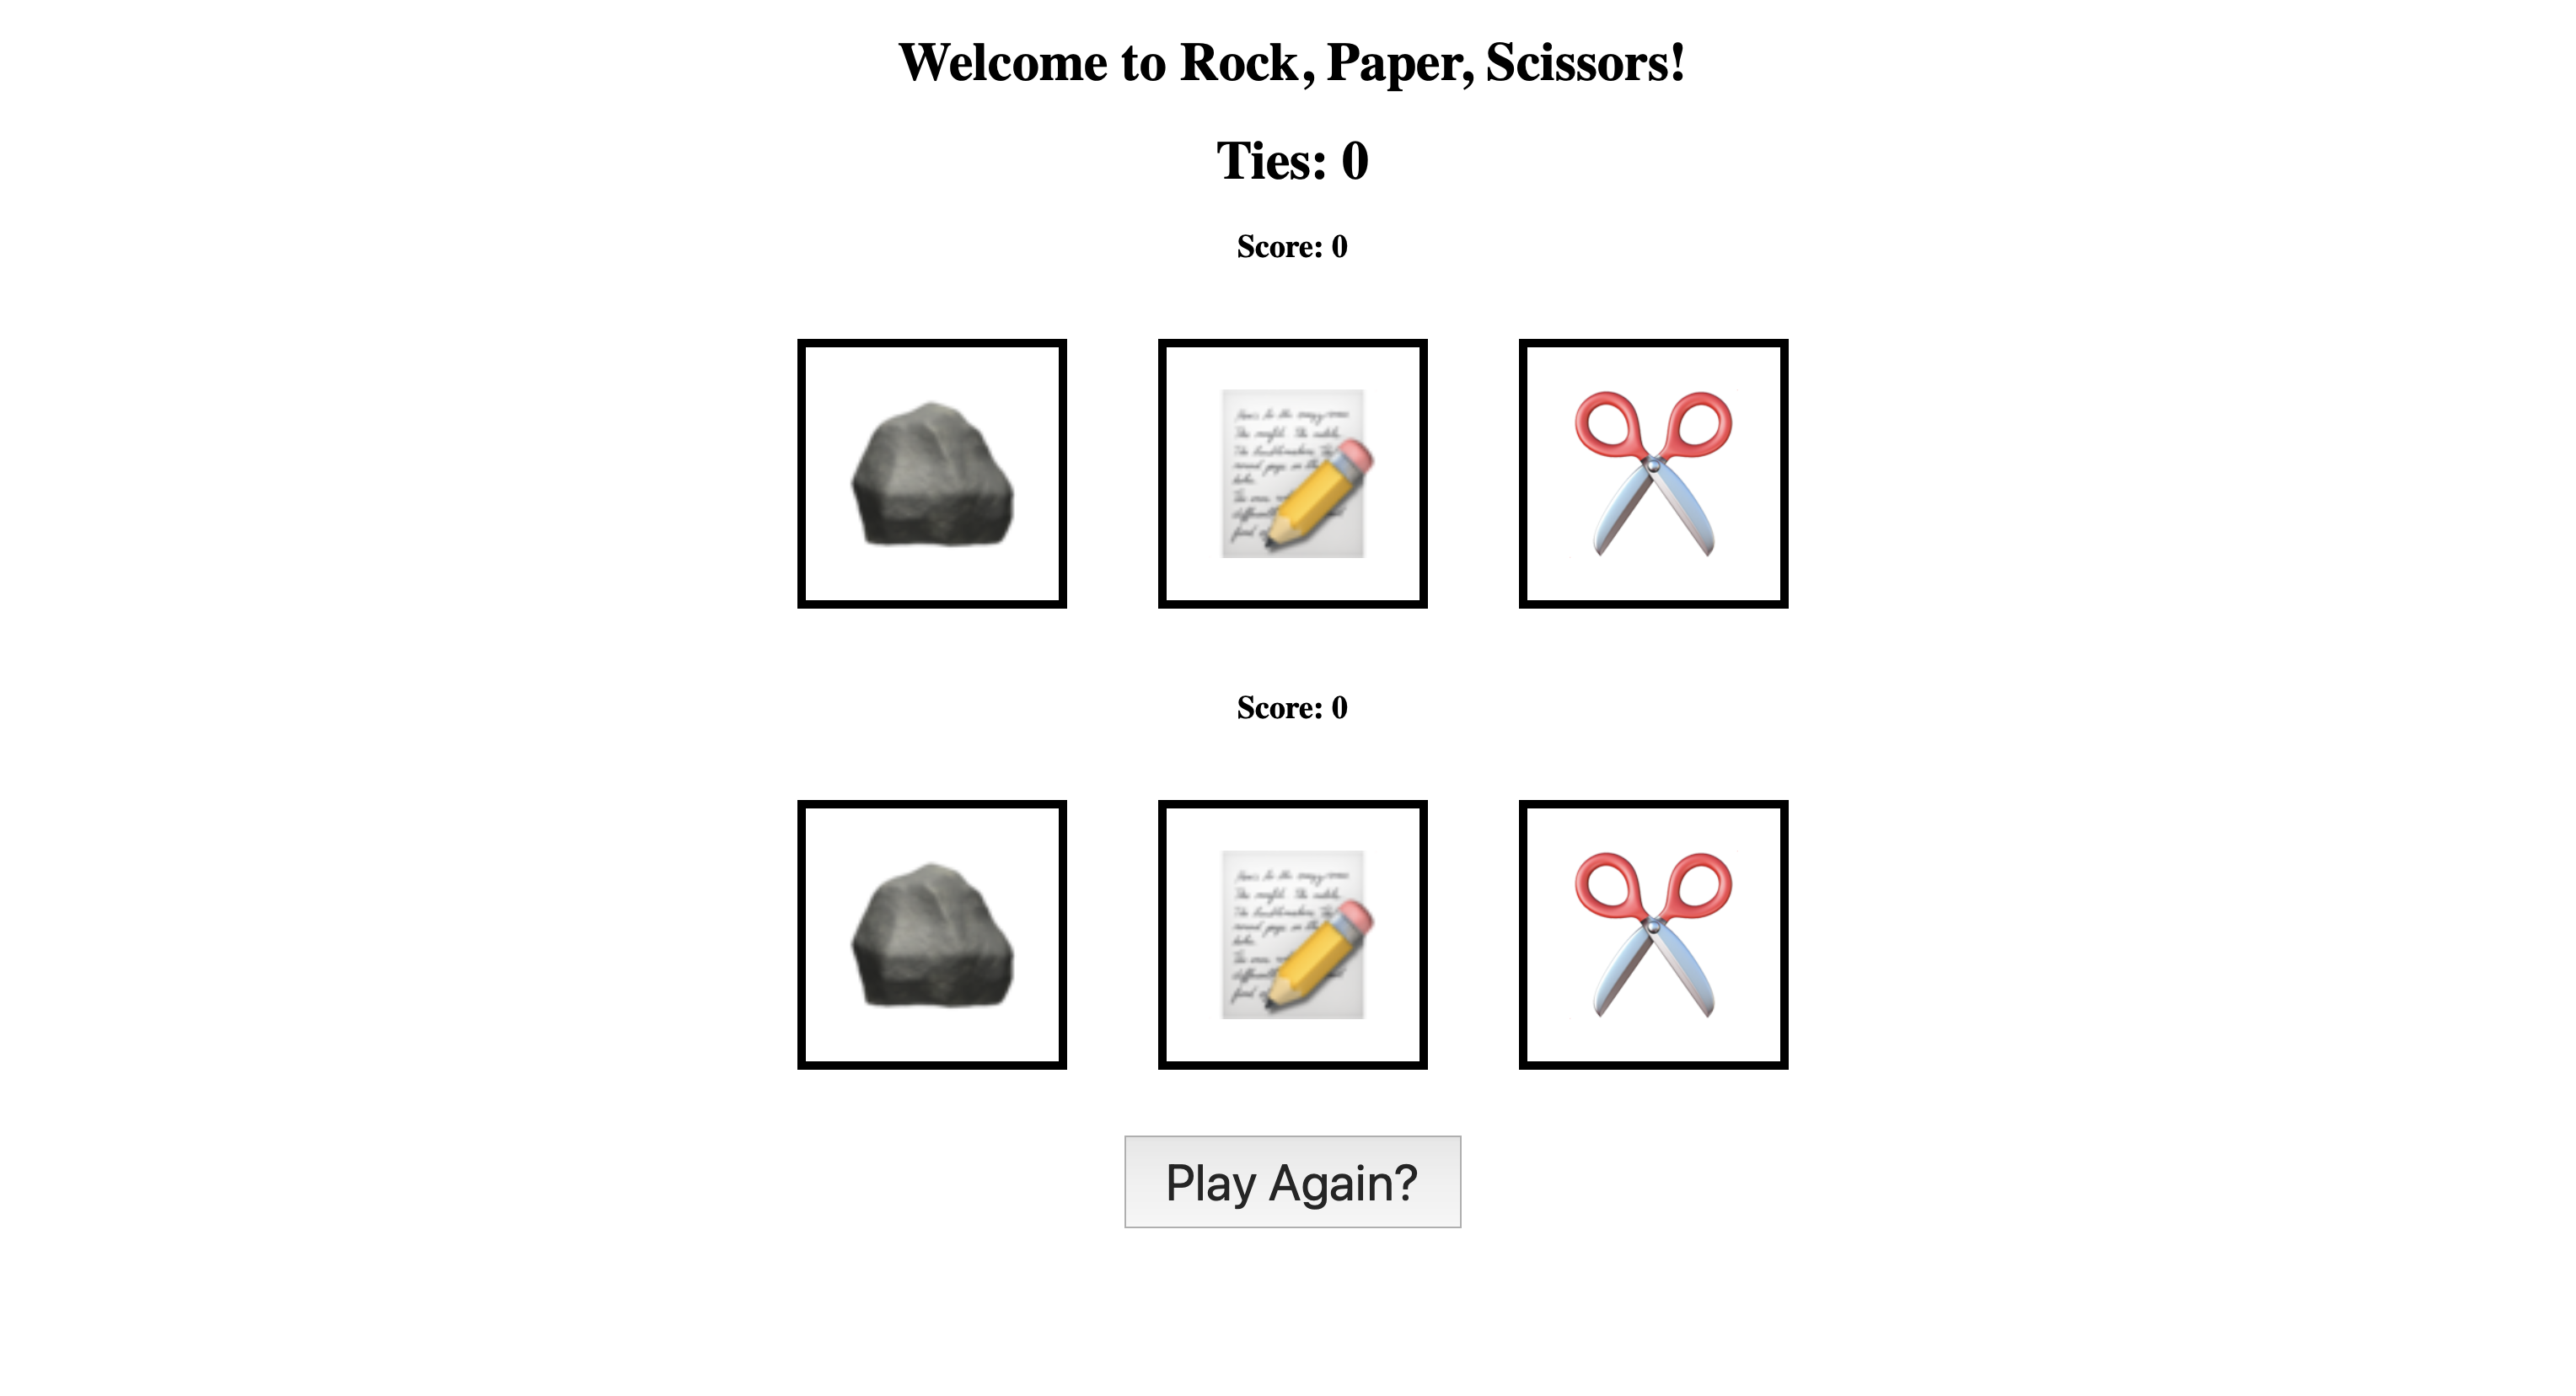 Welcome to Rock, Paper, Scissors!
Ties: 0
Score: 0
Score: 0
Play Again?